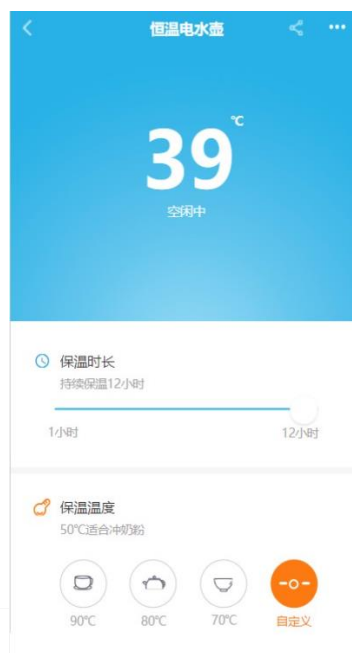 恒温电水壶
39℃
空闲中
保温时长
持续保温12小时
1小时 12小时
保温温度
50℃适合冲奶粉
90℃ 80℃ 70℃ 自定义